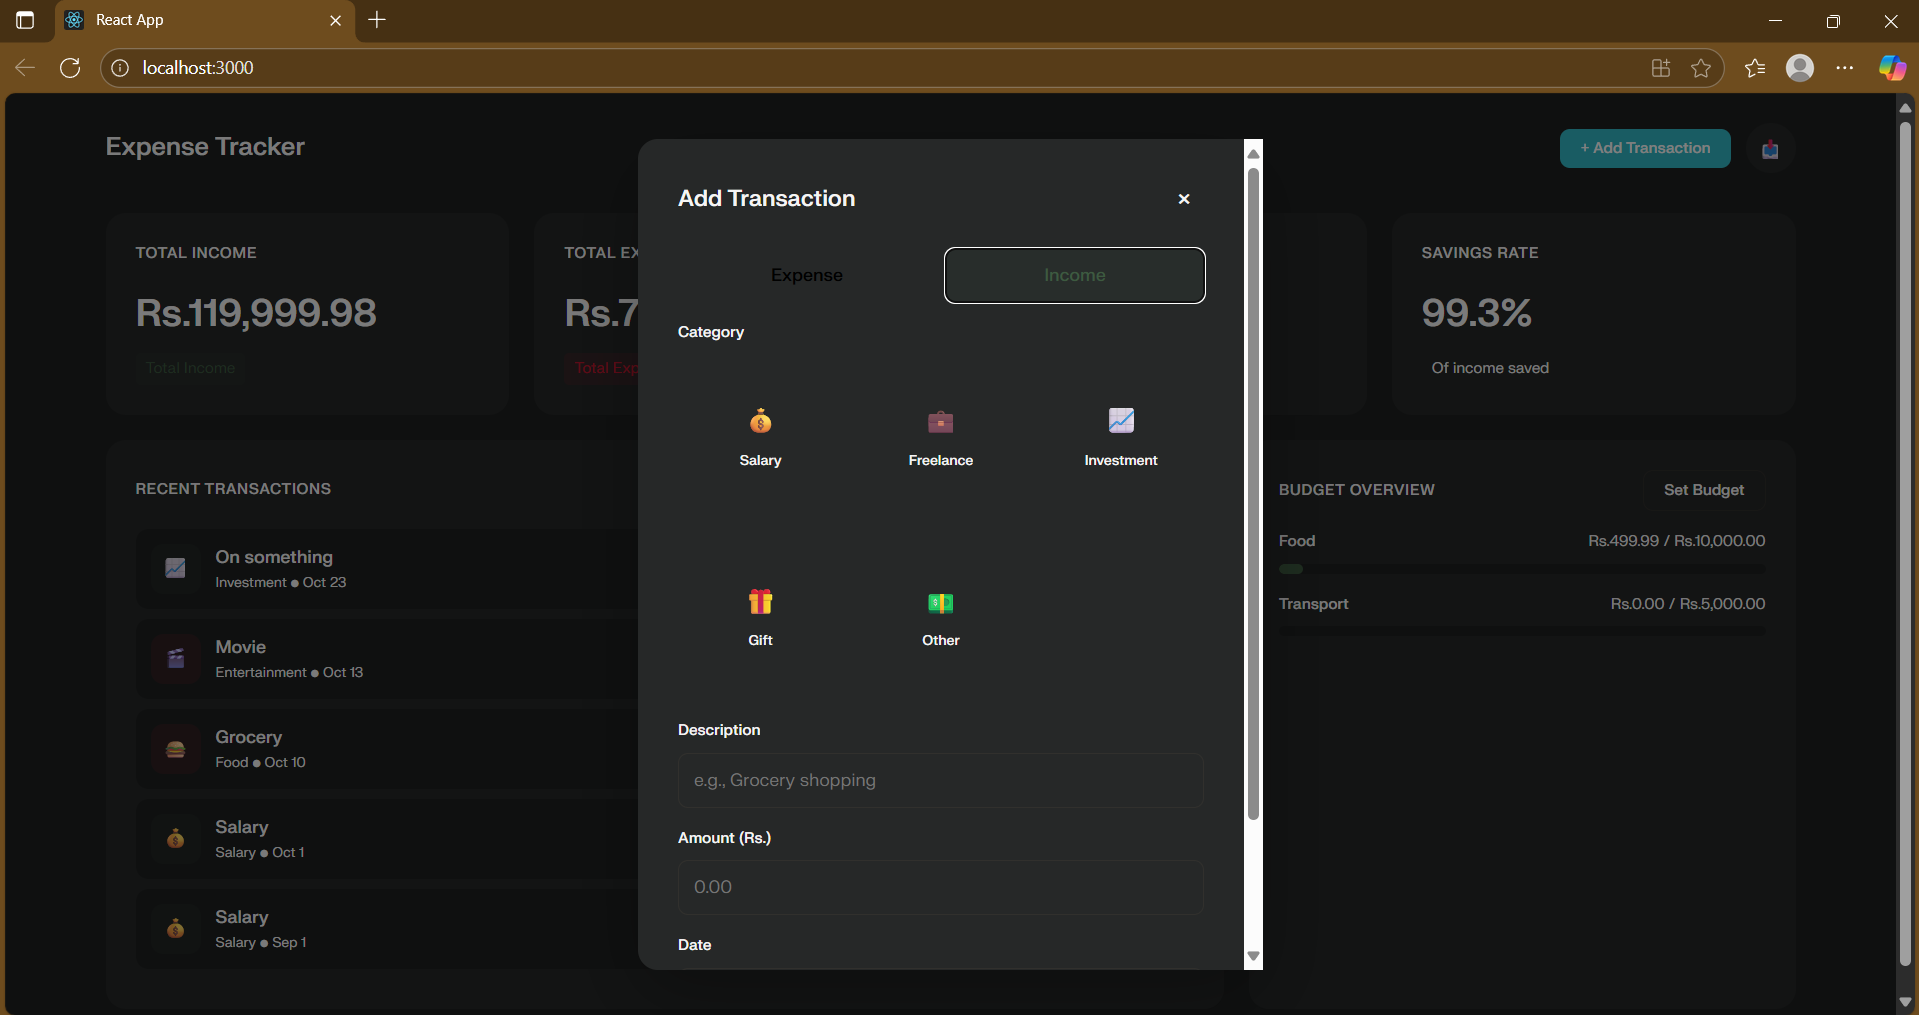 React App
localhost:3000
Expense Tracker
+ Add Transaction
TOTAL INCOME
Rs.119,999.98
Total Income
TOTAL EX
Rs.7
Total Exp
SAVINGS RATE
99.3%
Of income saved
RECENT TRANSACTIONS
On something
Investment ● Oct 23
Movie
Entertainment ● Oct 13
Grocery
Food ● Oct 10
Salary
Salary ● Oct 1
Salary
Salary ● Sep 1
Add Transaction
×
Expense
Income
Category
Salary
Freelance
Investment
Gift
Other
Description
e.g., Grocery shopping
Amount (Rs.)
0.00
Date
BUDGET OVERVIEW
Set Budget
Food
Rs.499.99 / Rs.10,000.00
Transport
Rs.0.00 / Rs.5,000.00